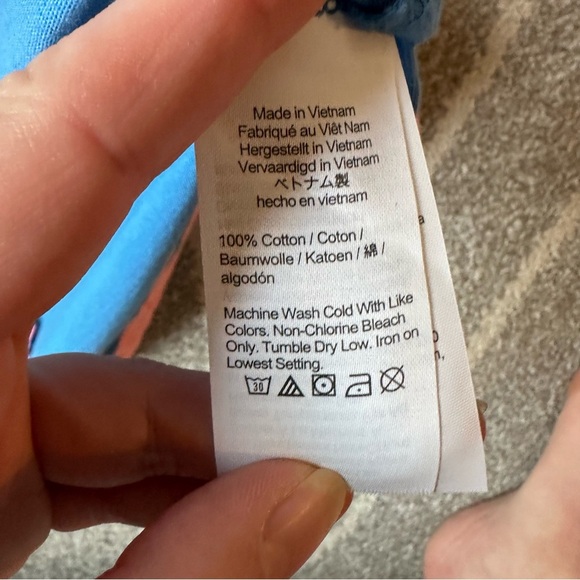 Made in Vietnam
Fabriqué au Viêt Nam
Hergestellt in Vietnam
Vervaardigd in Vietnam
ベトナム製
hecho en vietnam
100% Cotton / Coton /
Baumwolle / Katoen / 綿 /
algodón
Machine Wash Cold With Like
Colors. Non-Chlorine Bleach
Only. Tumble Dry Low. Iron on
Lowest Setting.
30